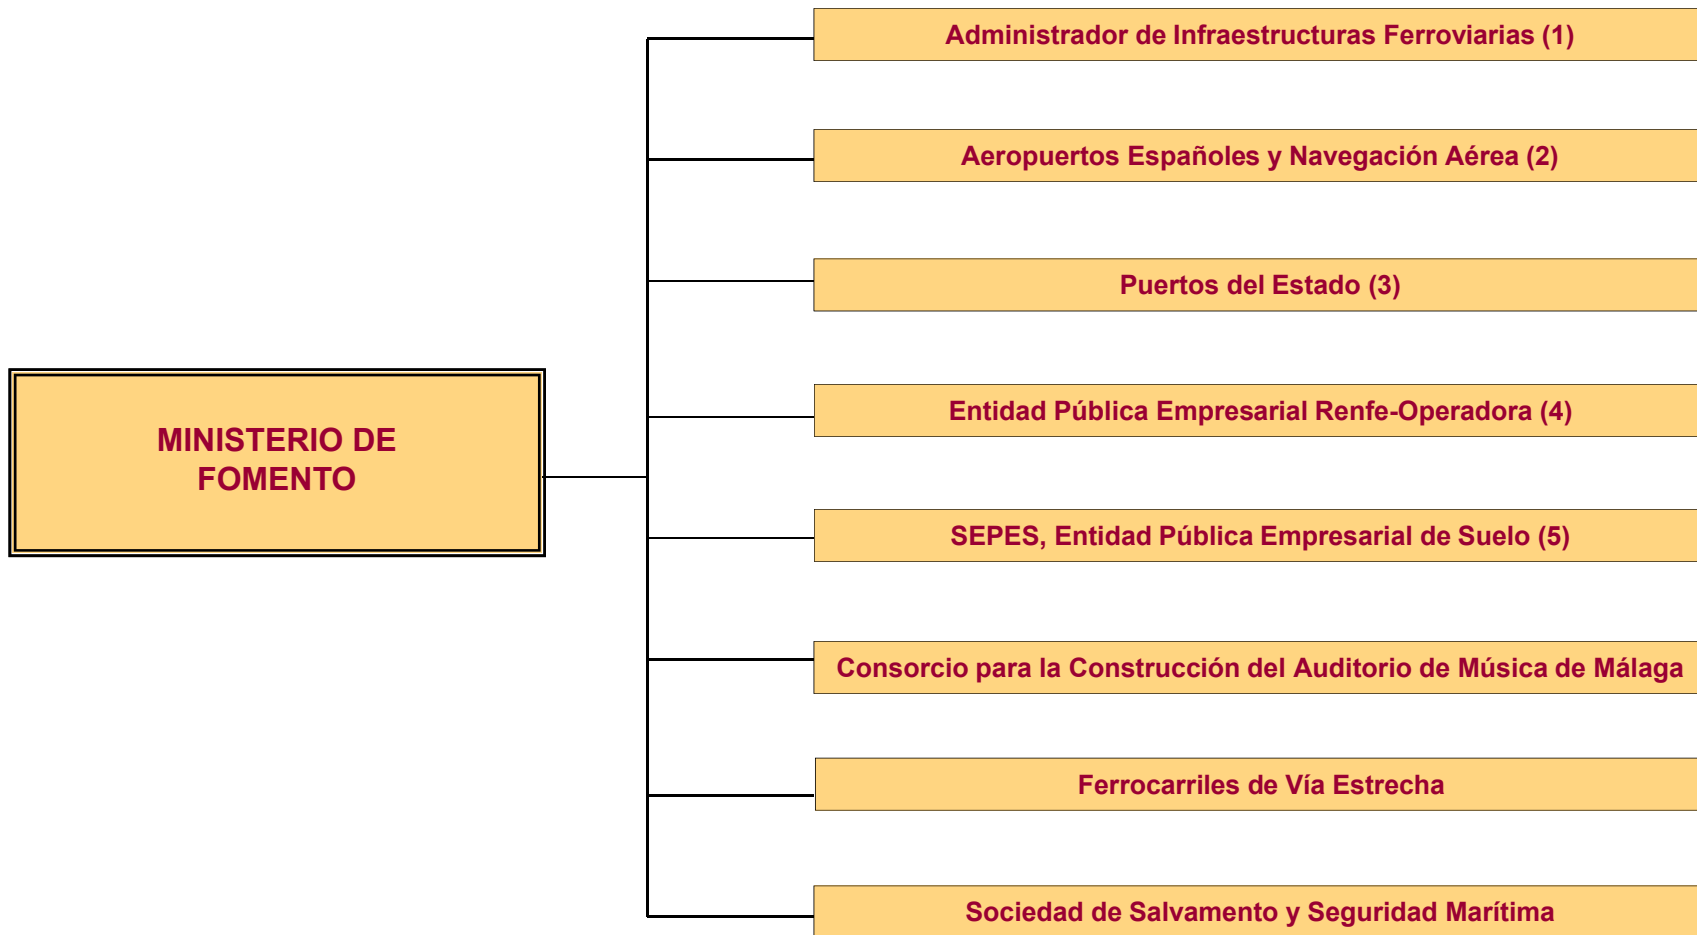 Administrador de Infraestructuras Ferroviarias (1)
Aeropuertos Españoles y Navegación Aérea (2)
Puertos del Estado (3)
Entidad Pública Empresarial Renfe-Operadora (4)
MINISTERIO DE
FOMENTO
SEPES, Entidad Pública Empresarial de Suelo (5)
Consorcio para la Construcción del Auditorio de Música de Málaga
Ferrocarriles de Vía Estrecha
Sociedad de Salvamento y Seguridad Marítima